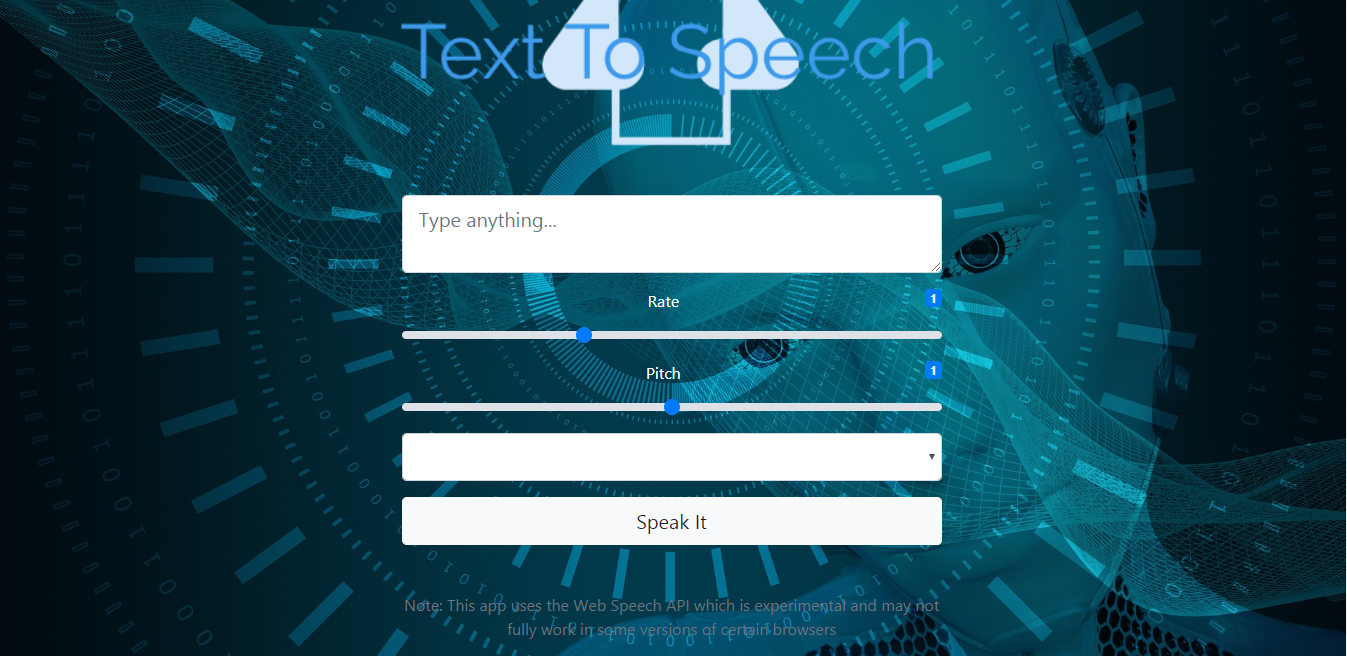 Text To Speech
Type anything...
Rate
1
Pitch
1
Speak It
Note: This app uses the Web Speech API which is experimental and may not
fully work in some versions of certain browsers